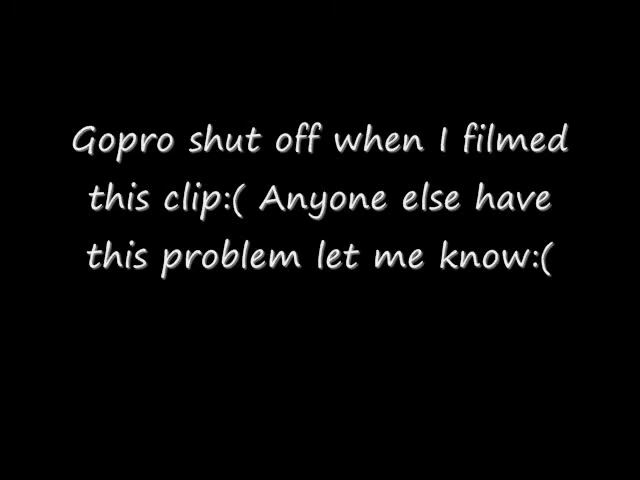 Gopro shut off when I filmed
this clip:( Anyone else have
this problem let me know:(